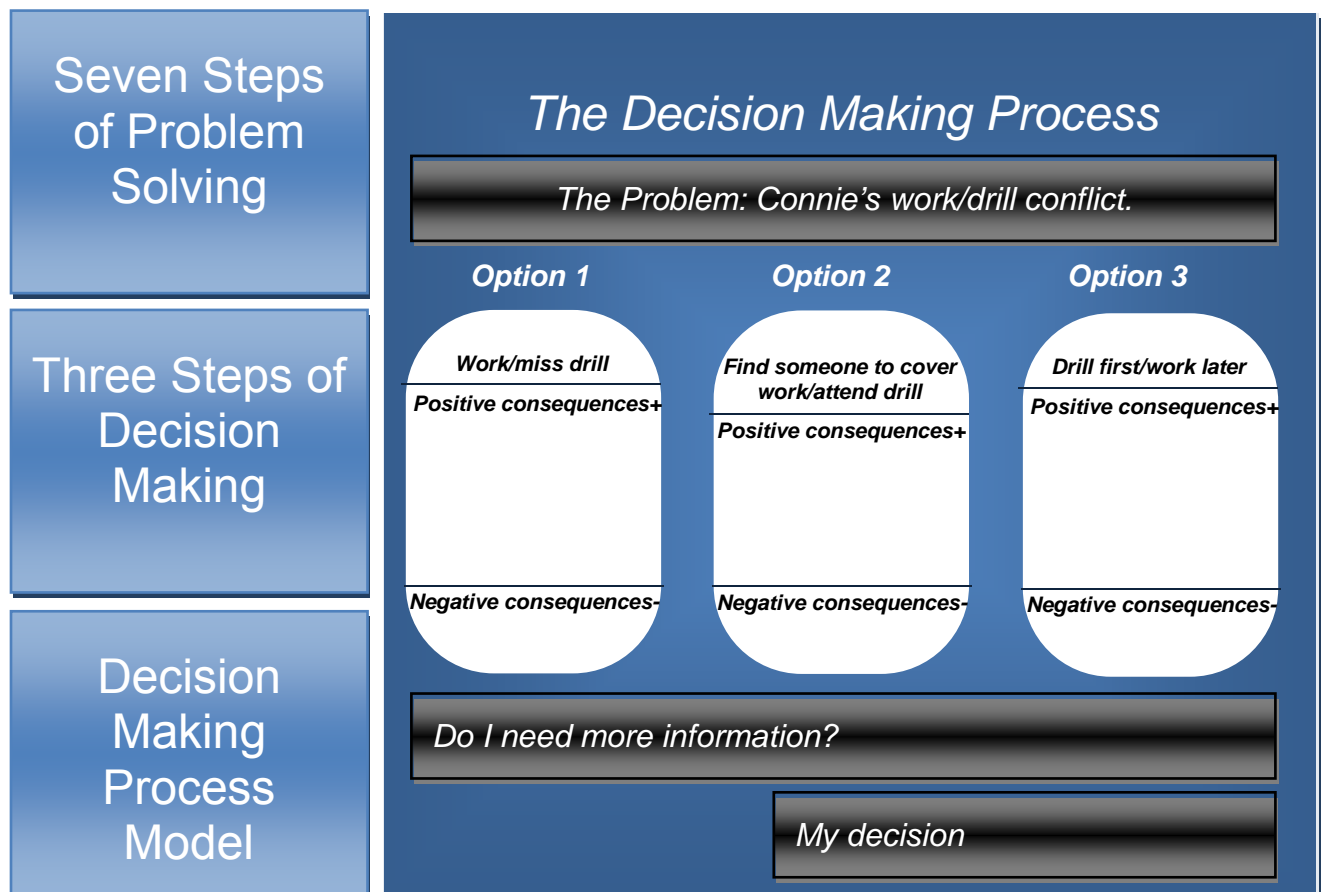 Seven Steps
of Problem
Solving
Three Steps of
Decision
Making
Decision
Making
Process
Model
The Decision Making Process
The Problem: Connie’s work/drill conflict.
Option 1
Work/miss drill
Positive consequences+
Negative consequences-
Option 2
Find someone to cover
work/attend drill
Positive consequences+
Negative consequences-
Option 3
Drill first/work later
Positive consequences+
Negative consequences-
Do I need more information?
My decision